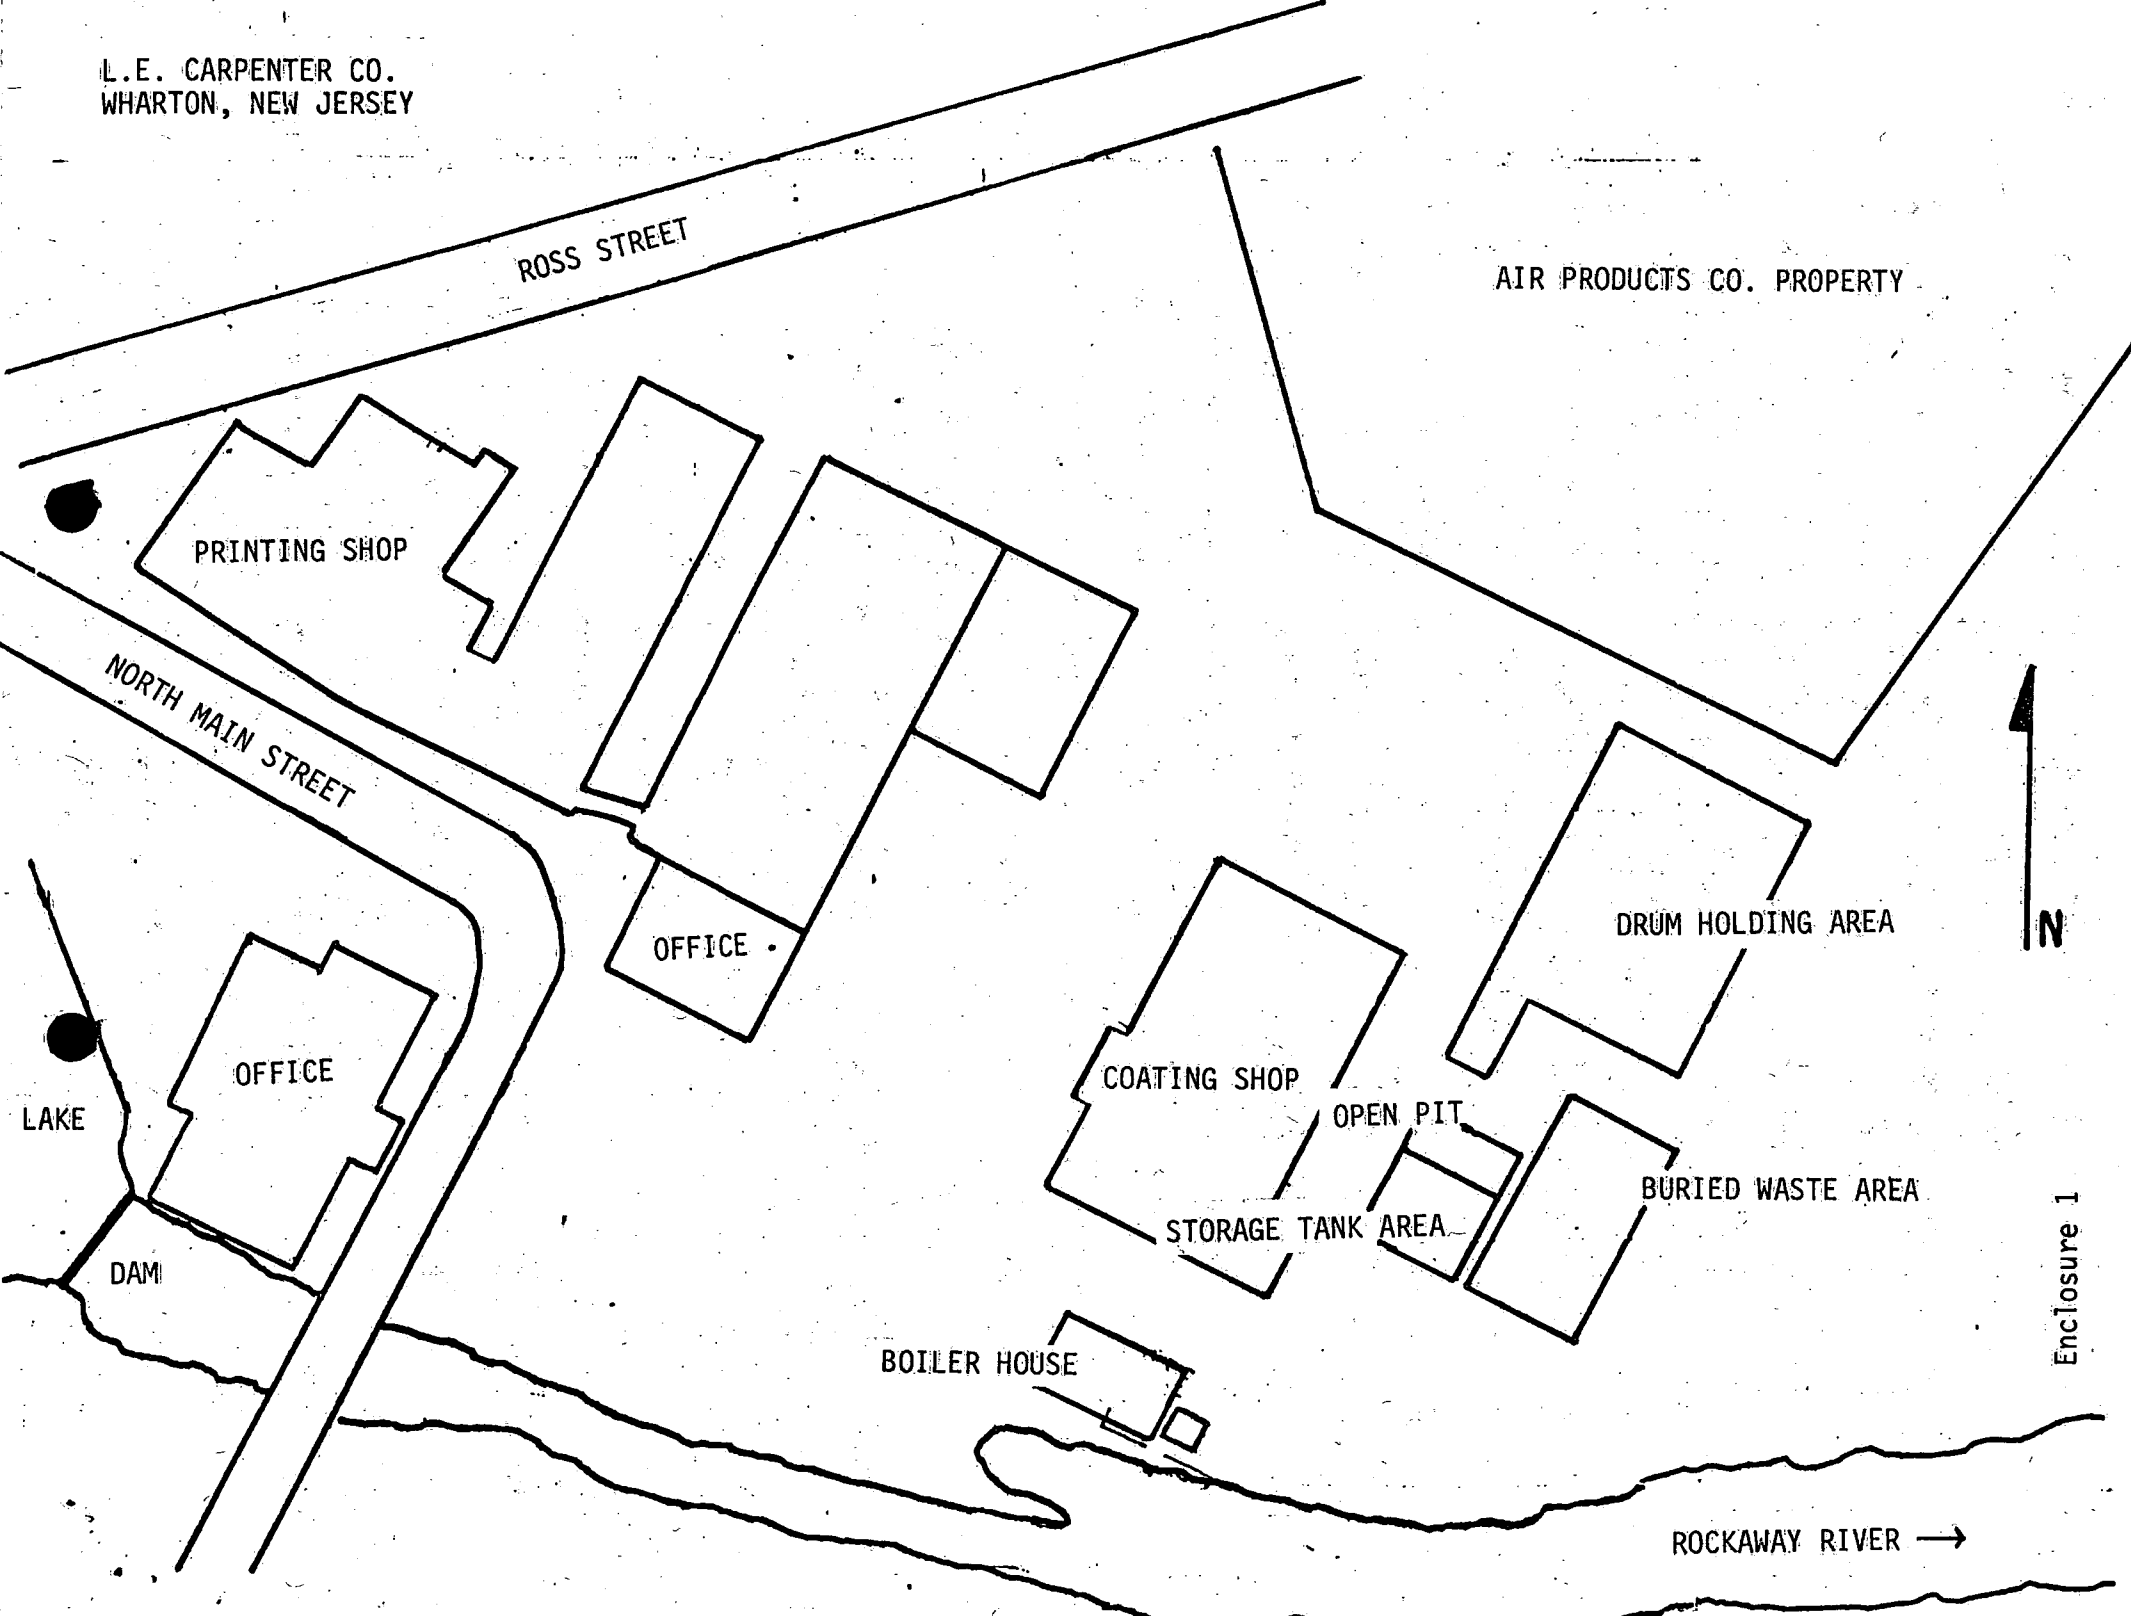 L.E. CARPENTER CO.
WHARTON, NEW JERSEY
ROSS STREET
AIR PRODUCTS CO. PROPERTY
PRINTING SHOP
NORTH MAIN STREET
DRUM HOLDING AREA
N
OFFICE
OFFICE
COATING SHOP
OPEN PIT
LAKE
BURIED WASTE AREA
STORAGE TANK AREA
DAM
Enclosure 1
BOILER HOUSE
ROCKAWAY RIVER →